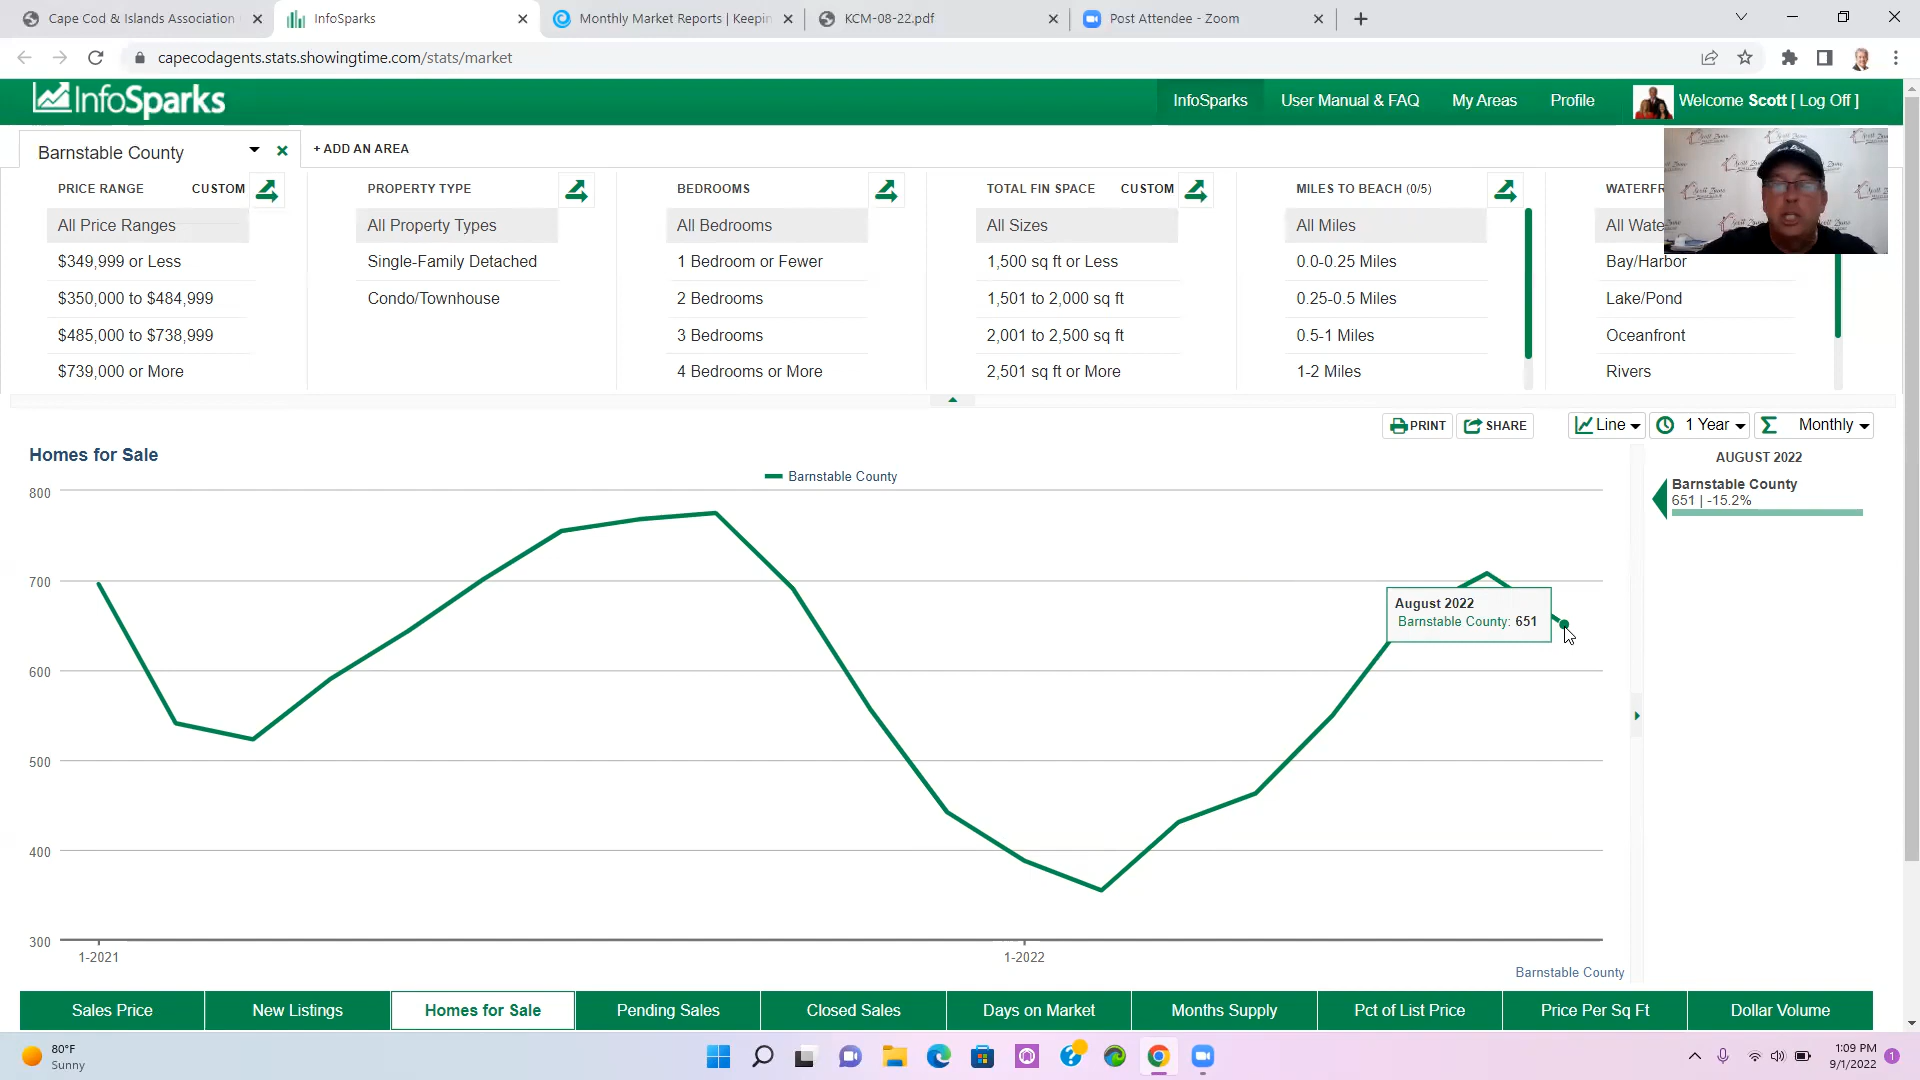 Cape Cod & Islands Association
InfoSparks
Monthly Market Reports | Keepin
KCM-08-22.pdf
Post Attendee - Zoom
capecodagents.stats.showingtime.com/stats/market
InfoSparks
InfoSparks
User Manual & FAQ
My Areas
Profile
Welcome Scott [ Log Off ]
Barnstable County
+ ADD AN AREA
PRICE RANGE
CUSTOM
All Price Ranges
$349,999 or Less
$350,000 to $484,999
$485,000 to $738,999
$739,000 or More
PROPERTY TYPE
All Property Types
Single-Family Detached
Condo/Townhouse
BEDROOMS
All Bedrooms
1 Bedroom or Fewer
2 Bedrooms
3 Bedrooms
4 Bedrooms or More
TOTAL FIN SPACE
CUSTOM
All Sizes
1,500 sq ft or Less
1,501 to 2,000 sq ft
2,001 to 2,500 sq ft
2,501 sq ft or More
MILES TO BEACH (0/5)
All Miles
0.0-0.25 Miles
0.25-0.5 Miles
0.5-1 Miles
1-2 Miles
WATERF
All Wate
Bay/Harbor
Lake/Pond
Oceanfront
Rivers
PRINT
SHARE
Line
1 Year
Monthly
Homes for Sale
Barnstable County
AUGUST 2022
Barnstable County
651 | -15.2%
800
700
600
500
400
300
August 2022
Barnstable County: 651
1-2021
1-2022
Barnstable County
Sales Price
New Listings
Homes for Sale
Pending Sales
Closed Sales
Days on Market
Months Supply
Pct of List Price
Price Per Sq Ft
Dollar Volume
80°F
Sunny
1:09 PM
9/1/2022
1